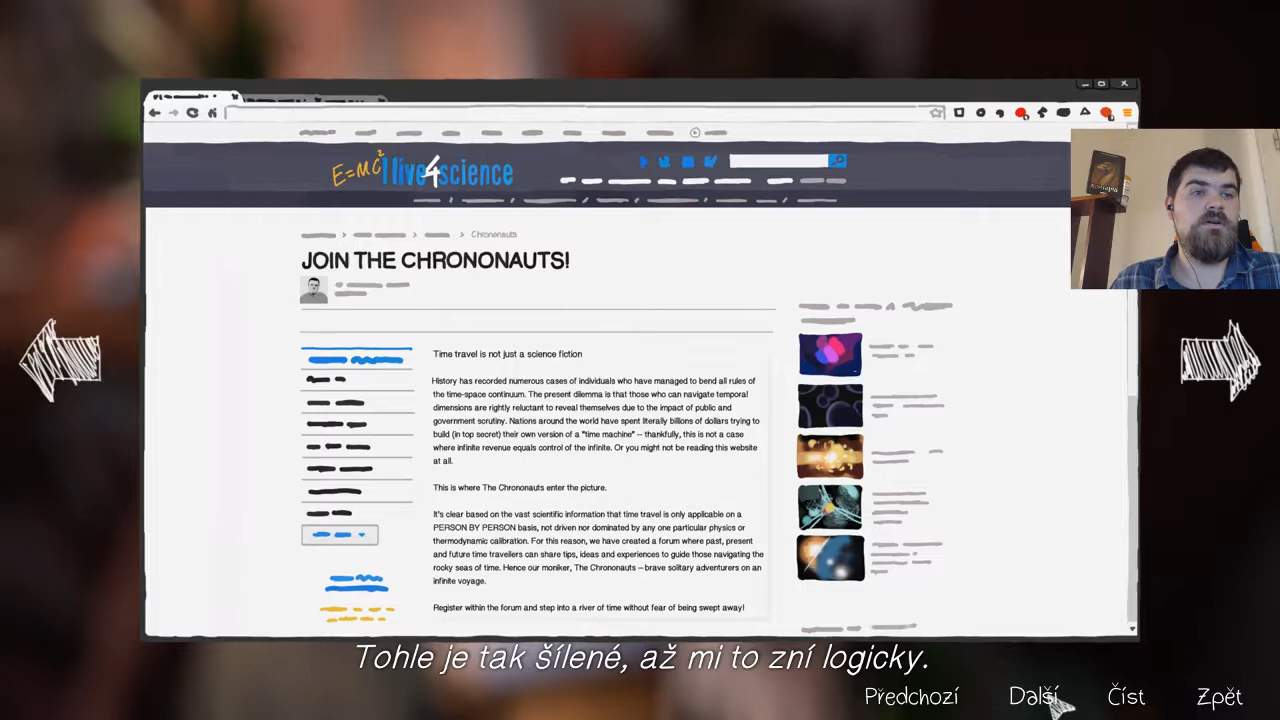 E=mc²
I live4science
Chrononauts
JOIN THE CHRONONAUTS!
Time travel is not just a science fiction
History has recorded numerous cases of individuals who have managed to bend all rules of
the time-space continuum. The present dilemma is that those who can navigate temporal
dimensions are rightly reluctant to reveal themselves due to the impact of public and
government scrutiny. Nations around the world have spent literally billions of dollars trying to
build (in top secret) their own version of a "time machine" – thankfully, this is not a case
where infinite revenue equals control of the infinite. Or you might not be reading this website
at all.
This is where The Chrononauts enter the picture.
It's clear based on the vast scientific information that time travel is only applicable on a
PERSON BY PERSON basis, not driven nor dominated by any one particular physics or
thermodynamic calibration. For this reason, we have created a forum where past, present
and future time travellers can share tips, ideas and experiences to guide those navigating the
rocky seas of time. Hence our moniker, The Chrononauts – brave solitary adventurers on an
infinite voyage.
Register within the forum and step into a river of time without fear of being swept away!
Tohle je tak šílené, až mi to zní logicky.
Předchozí Další Číst Zpět